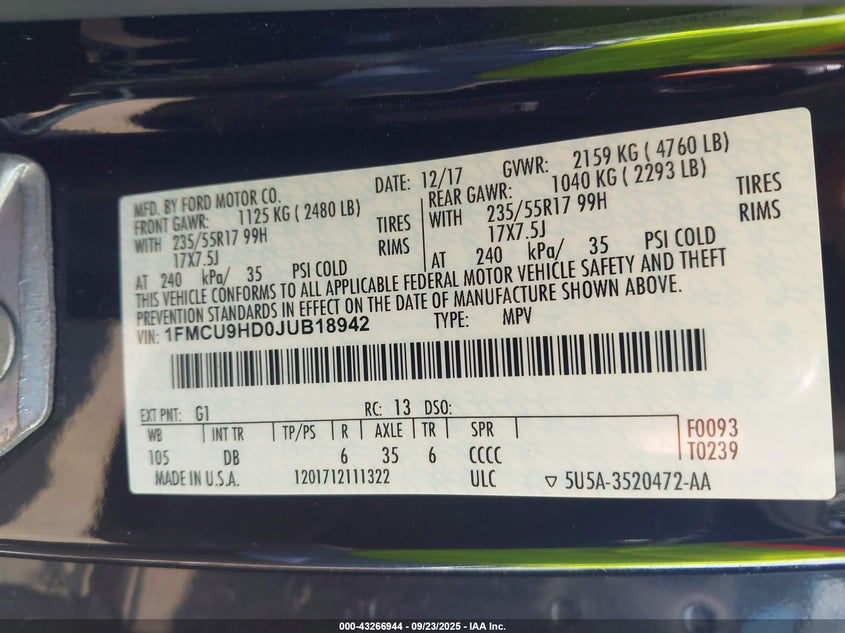 MFD. BY FORD MOTOR CO. DATE: 12/17 GVWR: 2159 KG ( 4760 LB)
FRONT GAWR: 1125 KG ( 2480 LB) REAR GAWR: 1040 KG ( 2293 LB)
WITH 235/55R17 99H TIRES WITH 235/55R17 99H TIRES
17X7.5J RIMS 17X7.5J RIMS
AT 240 kPa/ 35 PSI COLD AT 240 kPa/ 35 PSI COLD
THIS VEHICLE CONFORMS TO ALL APPLICABLE FEDERAL MOTOR VEHICLE SAFETY AND THEFT
PREVENTION STANDARDS IN EFFECT ON THE DATE OF MANUFACTURE SHOWN ABOVE.
VIN: 1FMCU9HD0JUB18942 TYPE: MPV
EXT PNT: G1 RC: 13 DSO:
WB INT TR TP/PS R AXLE TR SPR F0093
105 DB 6 35 6 CCCC T0239
MADE IN U.S.A. 1201712111322 ULC ▽ 5U5A-3520472-AA
000-43266944 - 09/23/2025 - IAA Inc.